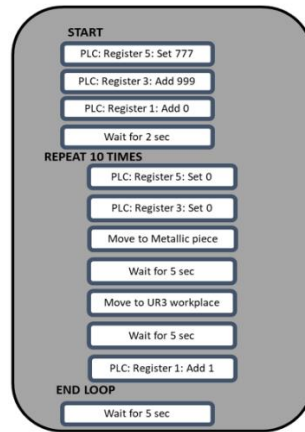 START
PLC: Register 5: Set 777
PLC: Register 3: Add 999
PLC: Register 1: Add 0
Wait for 2 sec
REPEAT 10 TIMES
PLC: Register 5: Set 0
PLC: Register 3: Set 0
Move to Metallic piece
Wait for 5 sec
Move to UR3 workplace
Wait for 5 sec
PLC: Register 1: Add 1
END LOOP
Wait for 5 sec